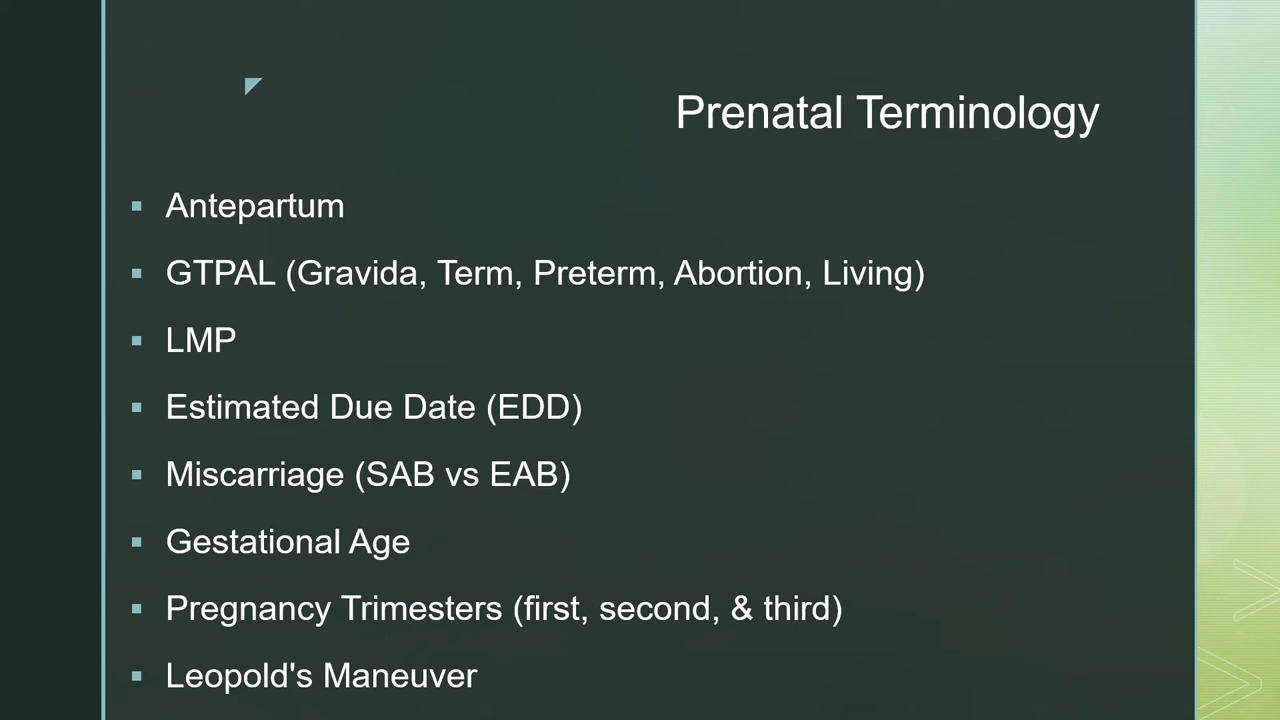 Prenatal Terminology
▪ Antepartum
▪ GTPAL (Gravida, Term, Preterm, Abortion, Living)
▪ LMP
▪ Estimated Due Date (EDD)
▪ Miscarriage (SAB vs EAB)
▪ Gestational Age
▪ Pregnancy Trimesters (first, second, & third)
▪ Leopold's Maneuver